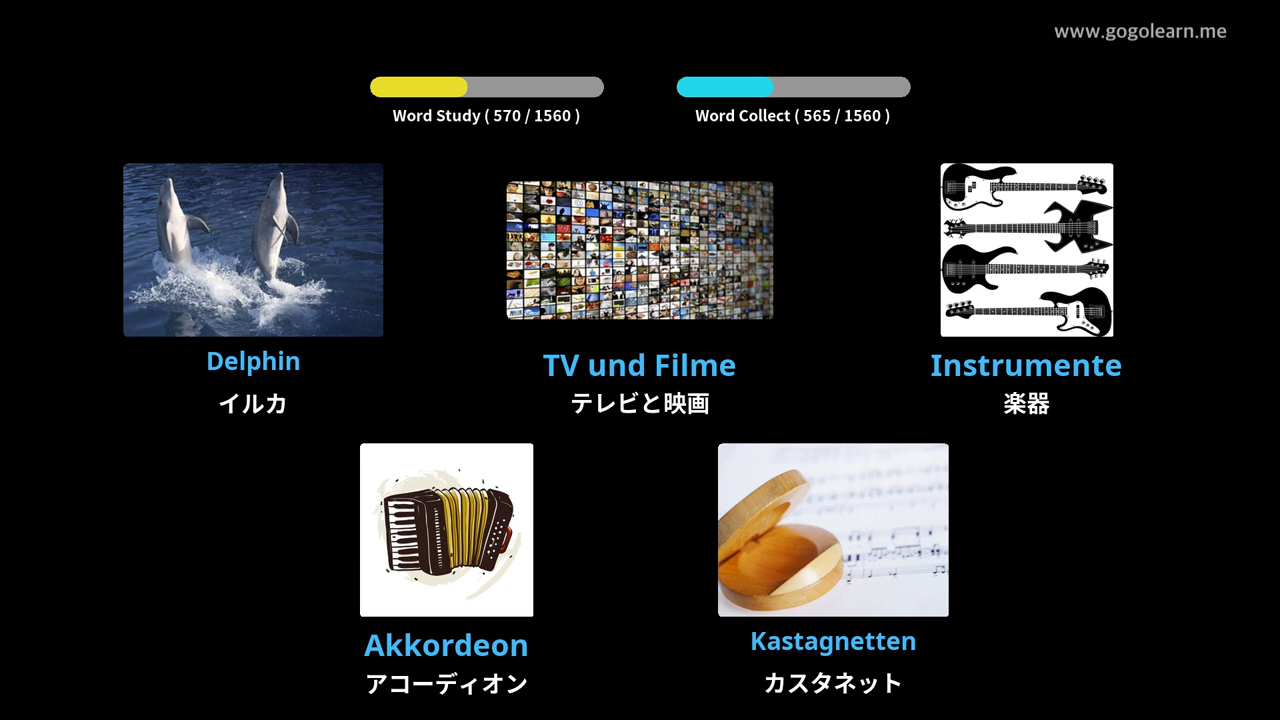 www.gogolearn.me
Word Study ( 570 / 1560 )
Word Collect ( 565 / 1560 )
Delphin
イルカ
TV und Filme
テレビと映画
Instrumente
楽器
Akkordeon
アコーディオン
Kastagnetten
カスタネット